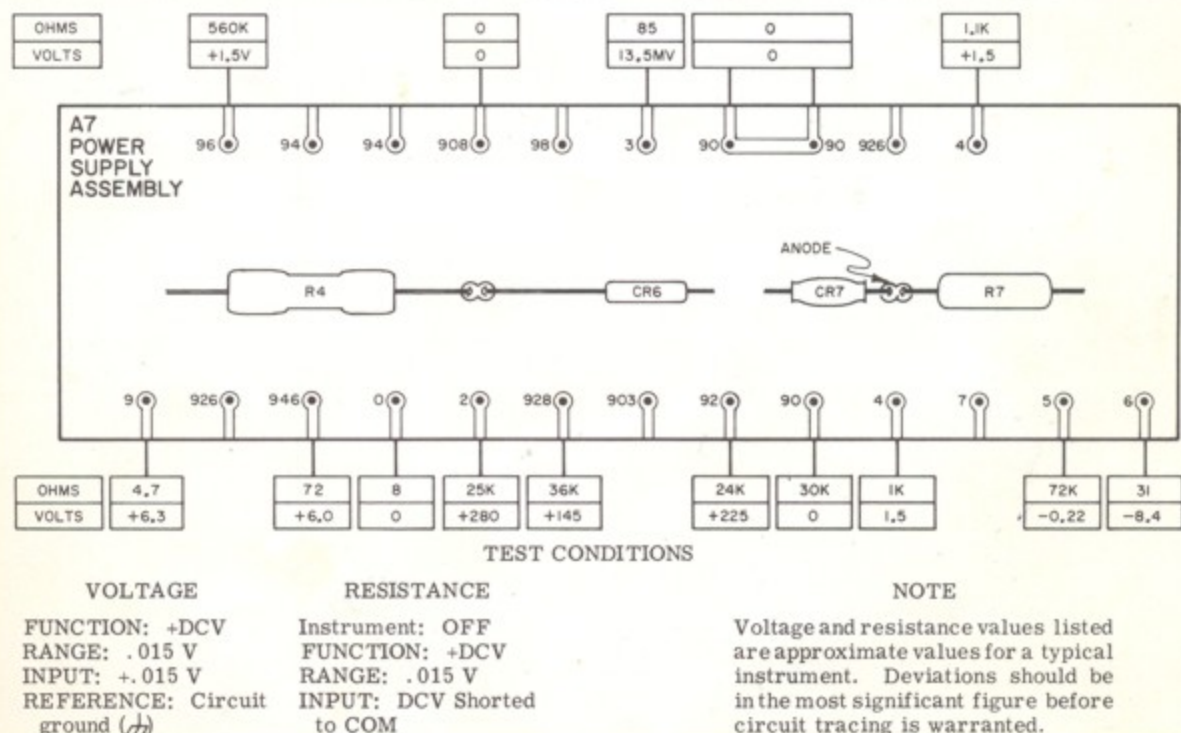 OHMS 560K 0 85 0 1.1K
VOLTS +1.5V 0 13.5MV 0 +1.5
A7
POWER
SUPPLY
ASSEMBLY
96 94 94 908 98 3 90 90 926 4
ANODE
R4 CR6 CR7 R7
9 926 946 0 2 928 903 92 90 4 7 5 6
OHMS 4.7 72 8 25K 36K 24K 30K 1K 72K 31
VOLTS +6.3 +6.0 0 +280 +145 +225 0 1.5 -0.22 -8.4
TEST CONDITIONS
VOLTAGE
FUNCTION: +DCV
RANGE: .015 V
INPUT: +.015 V
REFERENCE: Circuit
ground (⏚)
RESISTANCE
Instrument: OFF
FUNCTION: +DCV
RANGE: .015 V
INPUT: DCV Shorted
to COM
NOTE
Voltage and resistance values listed
are approximate values for a typical
instrument. Deviations should be
in the most significant figure before
circuit tracing is warranted.